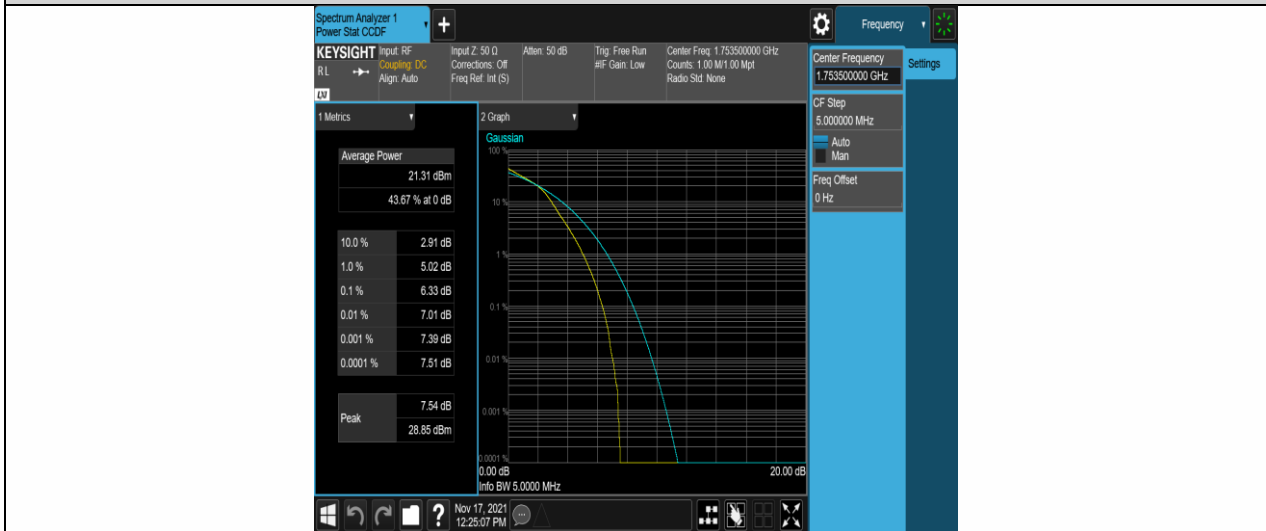 Spectrum Analyzer 1
Power Stat CCDF
Frequency
KEYSIGHT
R L
LXI
Input: RF
Coupling: DC
Align: Auto
Input Z: 50 Ω
Corrections: Off
Freq Ref: Int (S)
Atten: 50 dB
Trig: Free Run
#IF Gain: Low
Center Freq: 1.753500000 GHz
Counts: 1.00 M/1.00 Mpt
Radio Std: None
Center Frequency
1.753500000 GHz
Settings
CF Step
5.000000 MHz
Auto
Man
Freq Offset
0 Hz
1 Metrics
Average Power
21.31 dBm
43.67 % at 0 dB
10.0 % 2.91 dB
1.0 % 5.02 dB
0.1 % 6.33 dB
0.01 % 7.01 dB
0.001 % 7.39 dB
0.0001 % 7.51 dB
Peak
7.54 dB
28.85 dBm
2 Graph
Gaussian
100 %
10 %
1 %
0.1 %
0.01 %
0.001 %
0.0001 %
0.00 dB 20.00 dB
Info BW 5.0000 MHz
?
Nov 17, 2021
12:25:07 PM